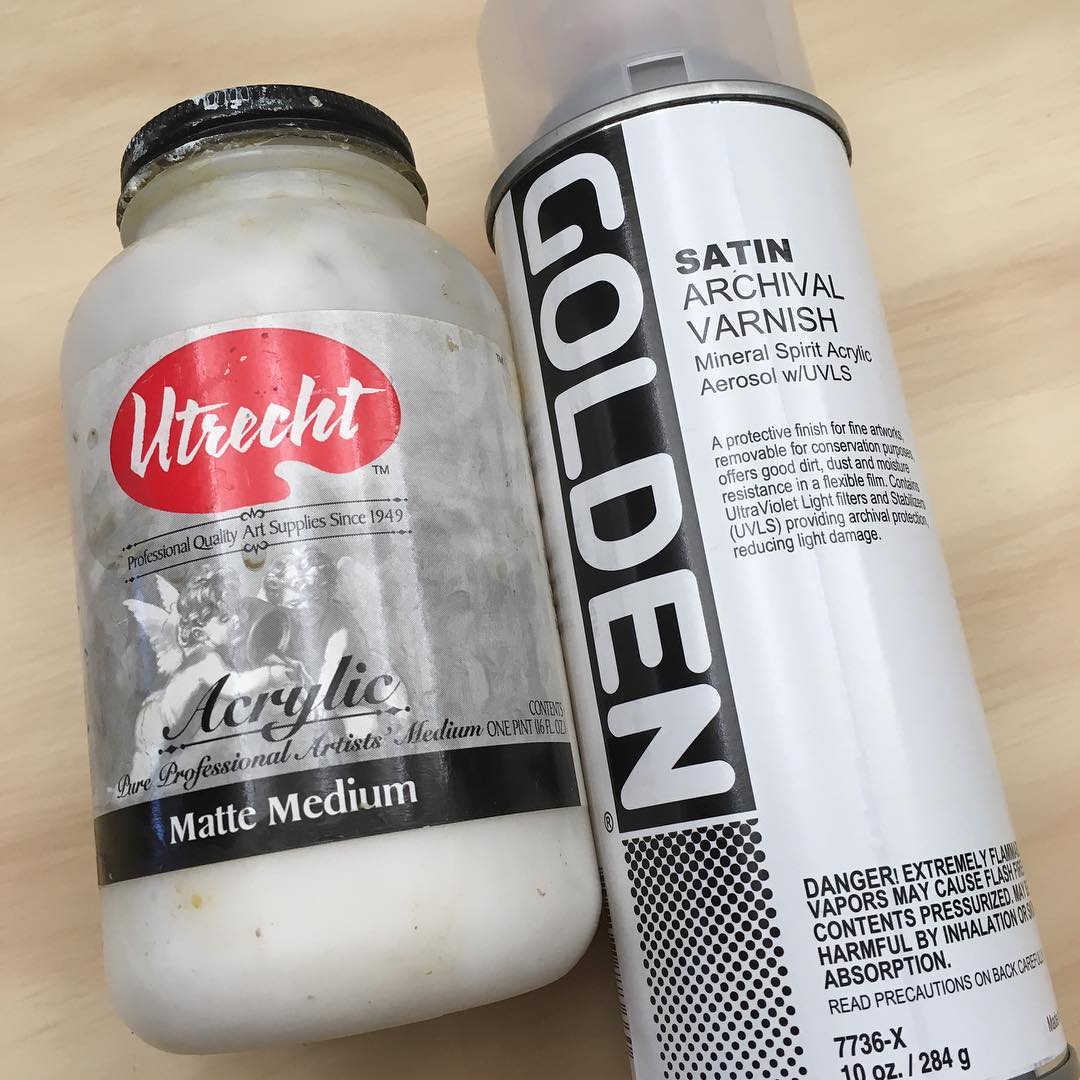 Utrecht
TM
TM
Professional Quality Art Supplies Since 1949
Acrylic
Pure Professional Artists' Medium
CONTENTS
ONE PINT (16 FL. OZ.)
Matte Medium
GOLDEN
®
SATIN
ARCHIVAL
VARNISH
Mineral Spirit Acrylic
Aerosol w/UVLS
A protective finish for fine artworks,
removable for conservation purposes,
offers good dirt, dust and moisture
resistance in a flexible film. Contains
UltraViolet Light filters and Stabilizers
(UVLS) providing archival protection,
reducing light damage.
DANGER! EXTREMELY
VAPORS MAY CAUSE FLASH
CONTENTS PRESSURIZED. MAY
HARMFUL BY INHALATION OR
ABSORPTION.
READ PRECAUTIONS ON BACK
7736-X
10 oz. / 284 g